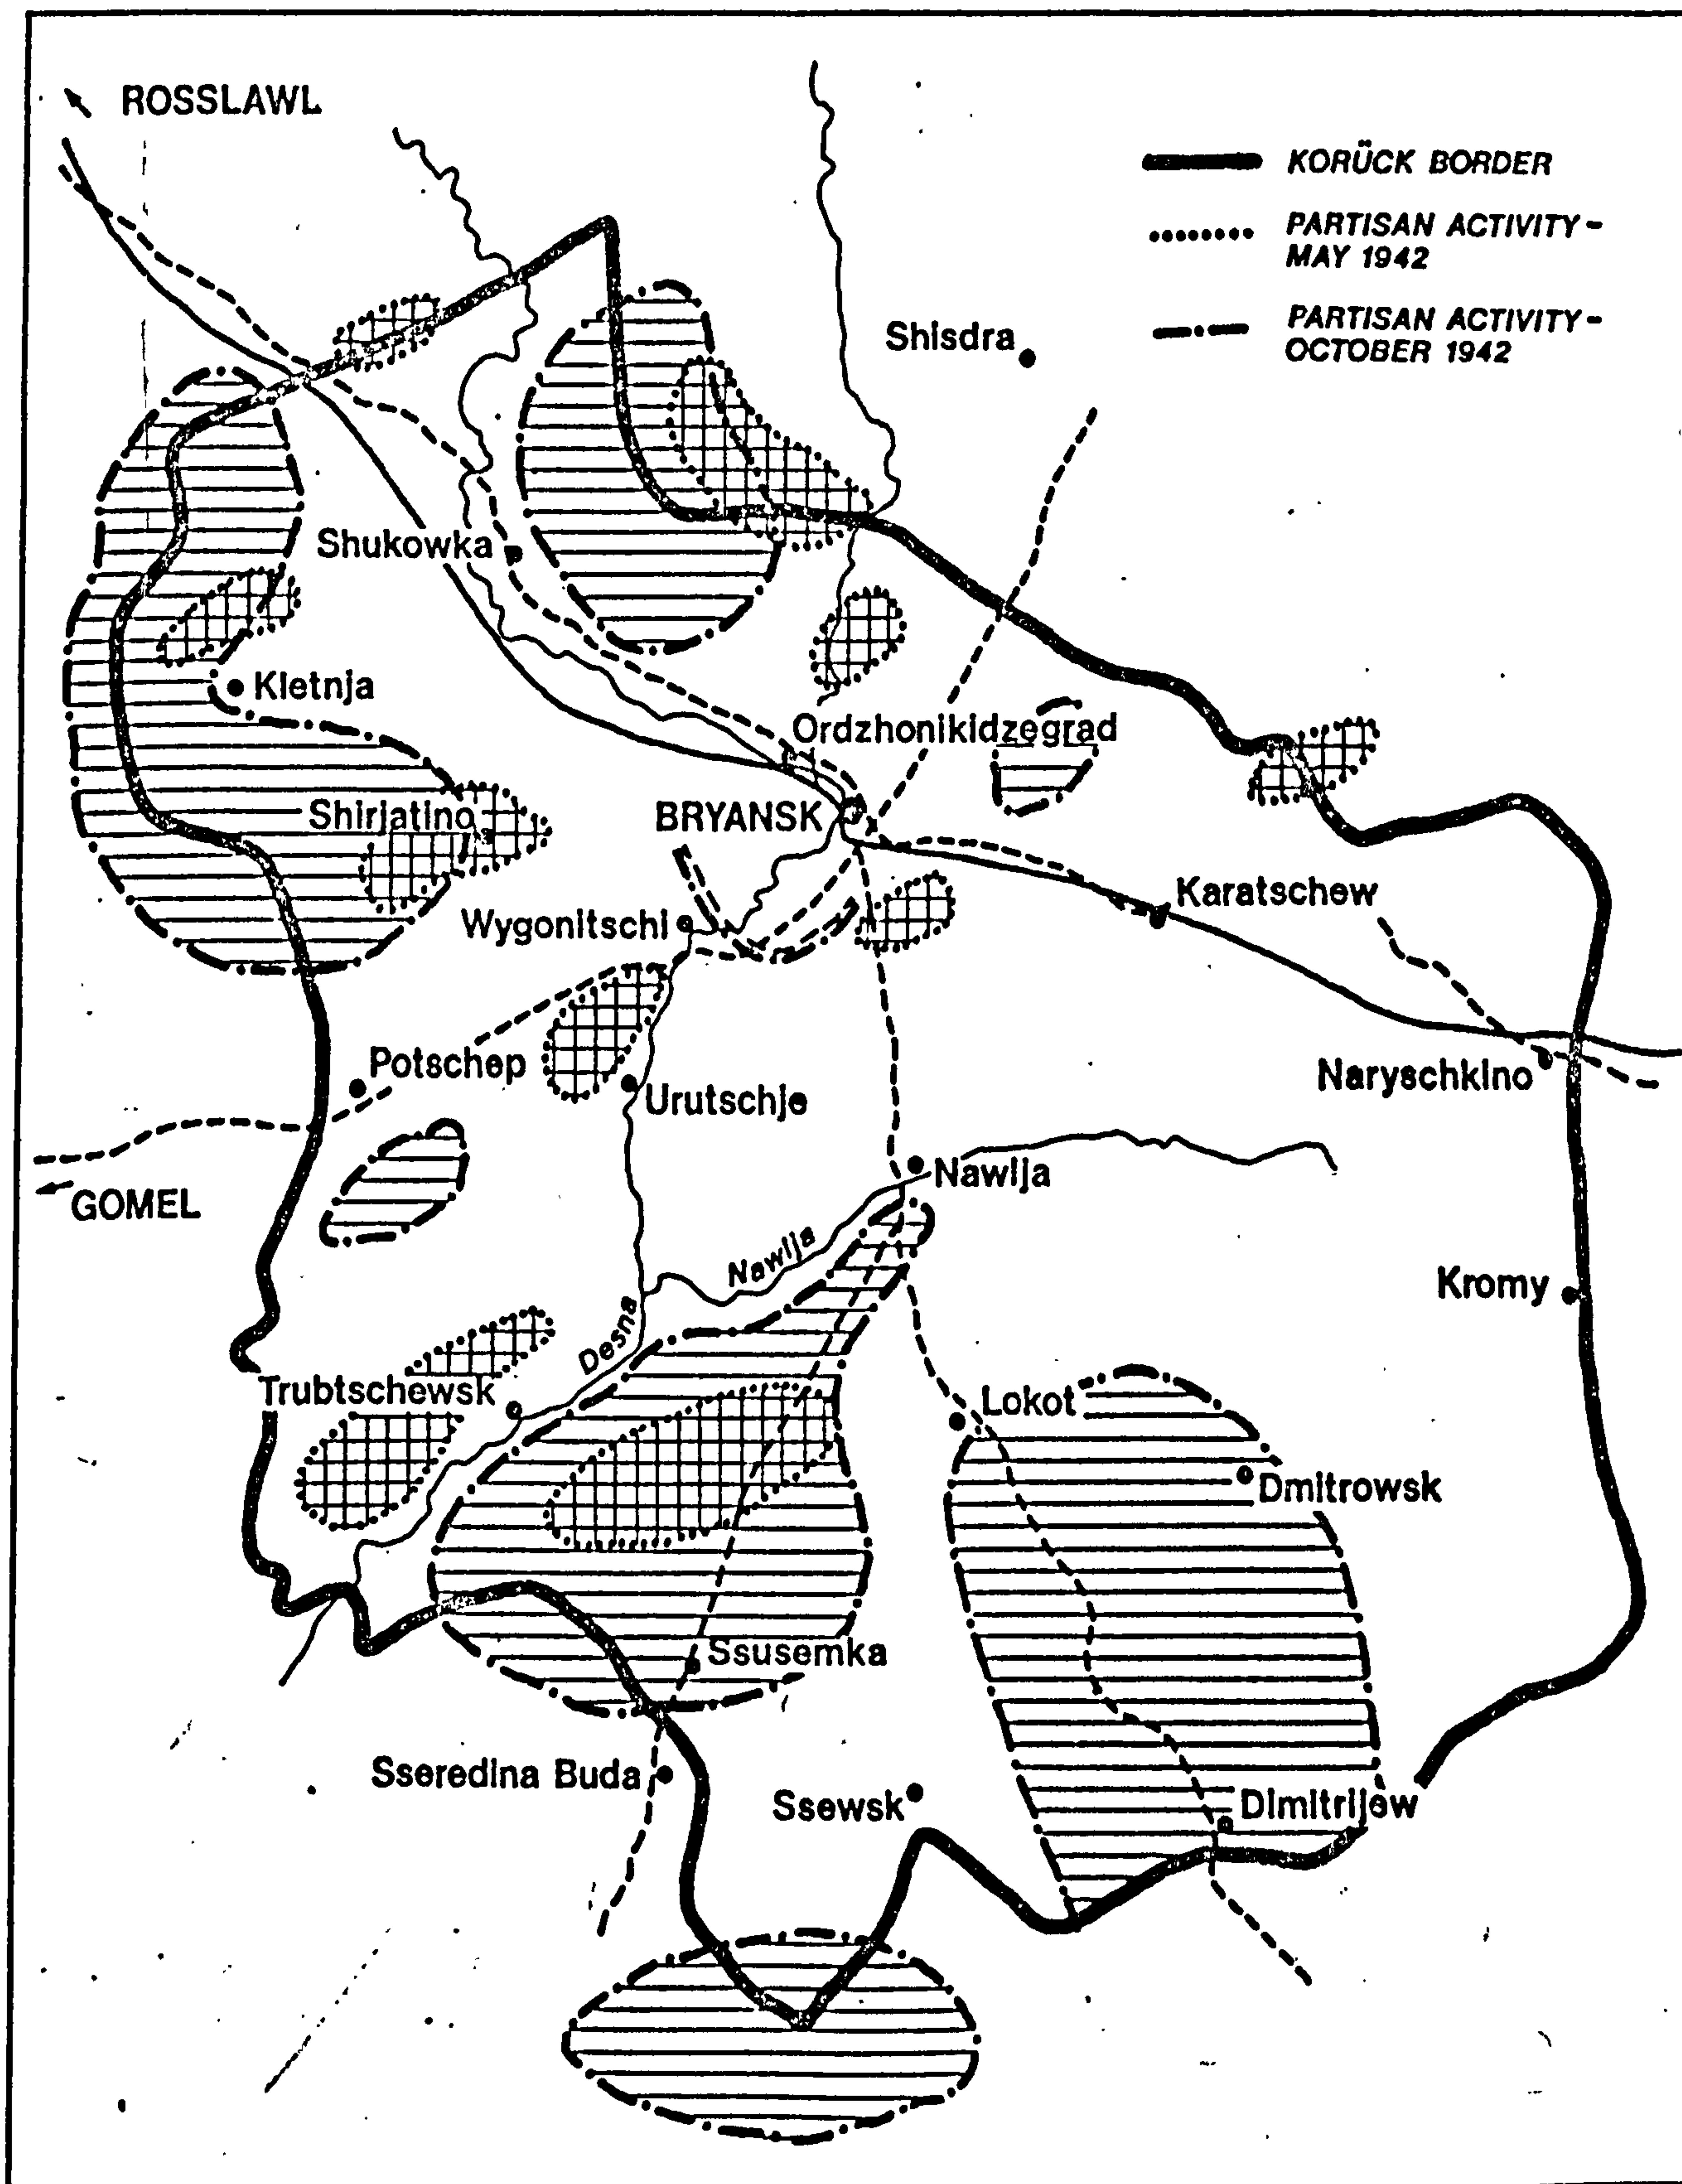 ROSSLAWL
KORÜCK BORDER
PARTISAN ACTIVITY-
MAY 1942
PARTISAN ACTIVITY-
OCTOBER 1942
Shisdra
Shukowka
Kletnja
Ordzhonikidzegrad
Shirjatino
BRYANSK
Karatschew
Wygonitschi
Potschep
Naryschkino
Urutschje
Nawlja
GOMEL
Nawlja
Kromy
Desna
Trubtschewsk
Lokot
Dmitrowsk
Ssusemka
Sseredina Buda
Ssewsk
Dimitrijew